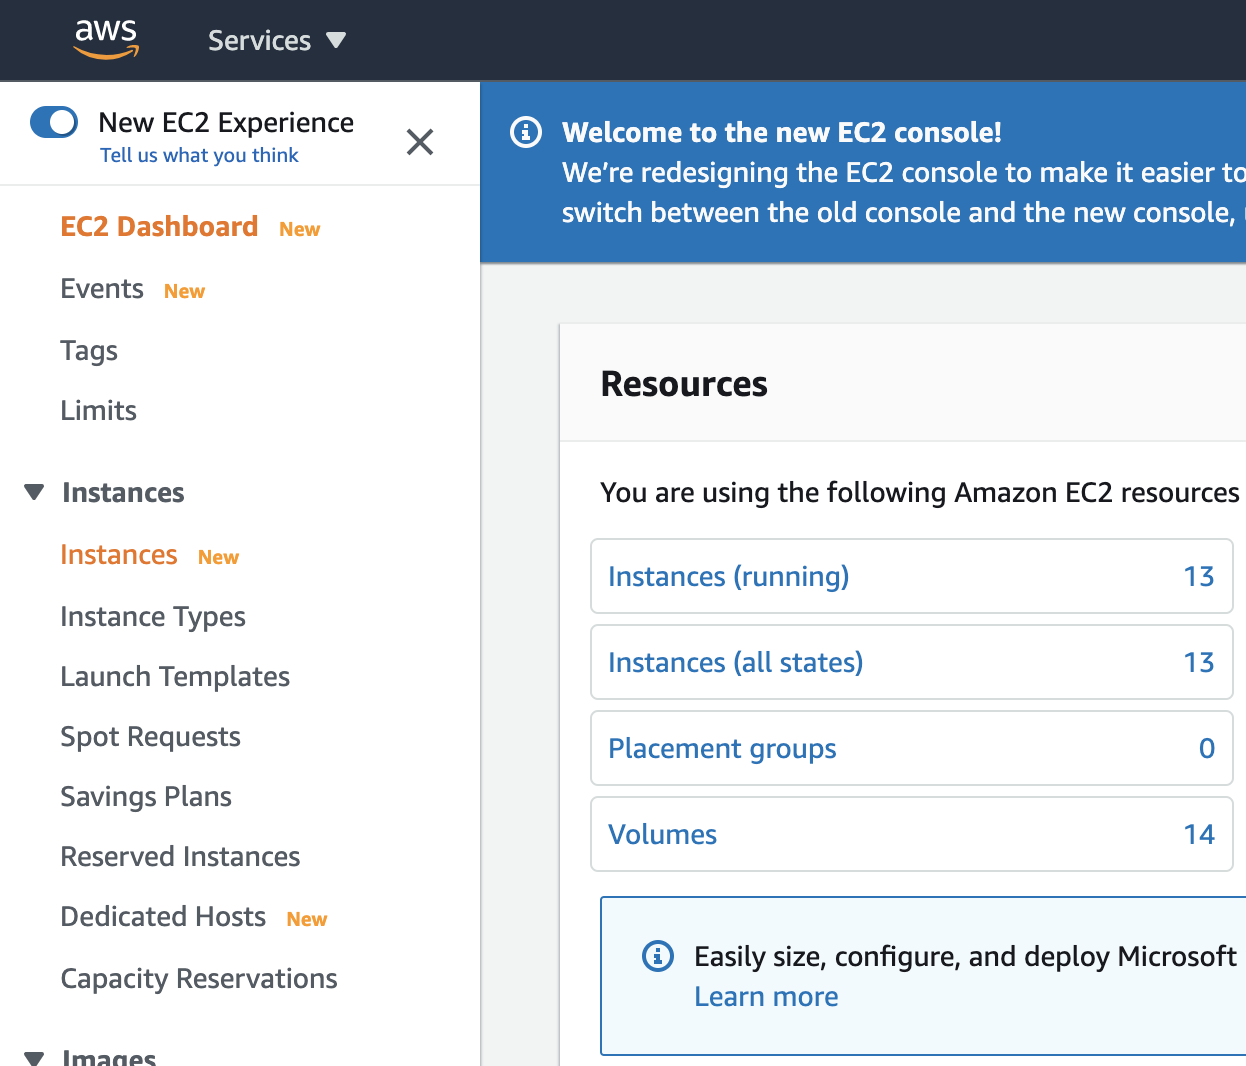 aws
Services
New EC2 Experience
Tell us what you think
EC2 Dashboard New
Events New
Tags
Limits
Instances
Instances New
Instance Types
Launch Templates
Spot Requests
Savings Plans
Reserved Instances
Dedicated Hosts New
Capacity Reservations
Images
Welcome to the new EC2 console!
We’re redesigning the EC2 console to make it easier to
switch between the old console and the new console,
Resources
You are using the following Amazon EC2 resources
Instances (running) 13
Instances (all states) 13
Placement groups 0
Volumes 14
Easily size, configure, and deploy Microsoft
Learn more